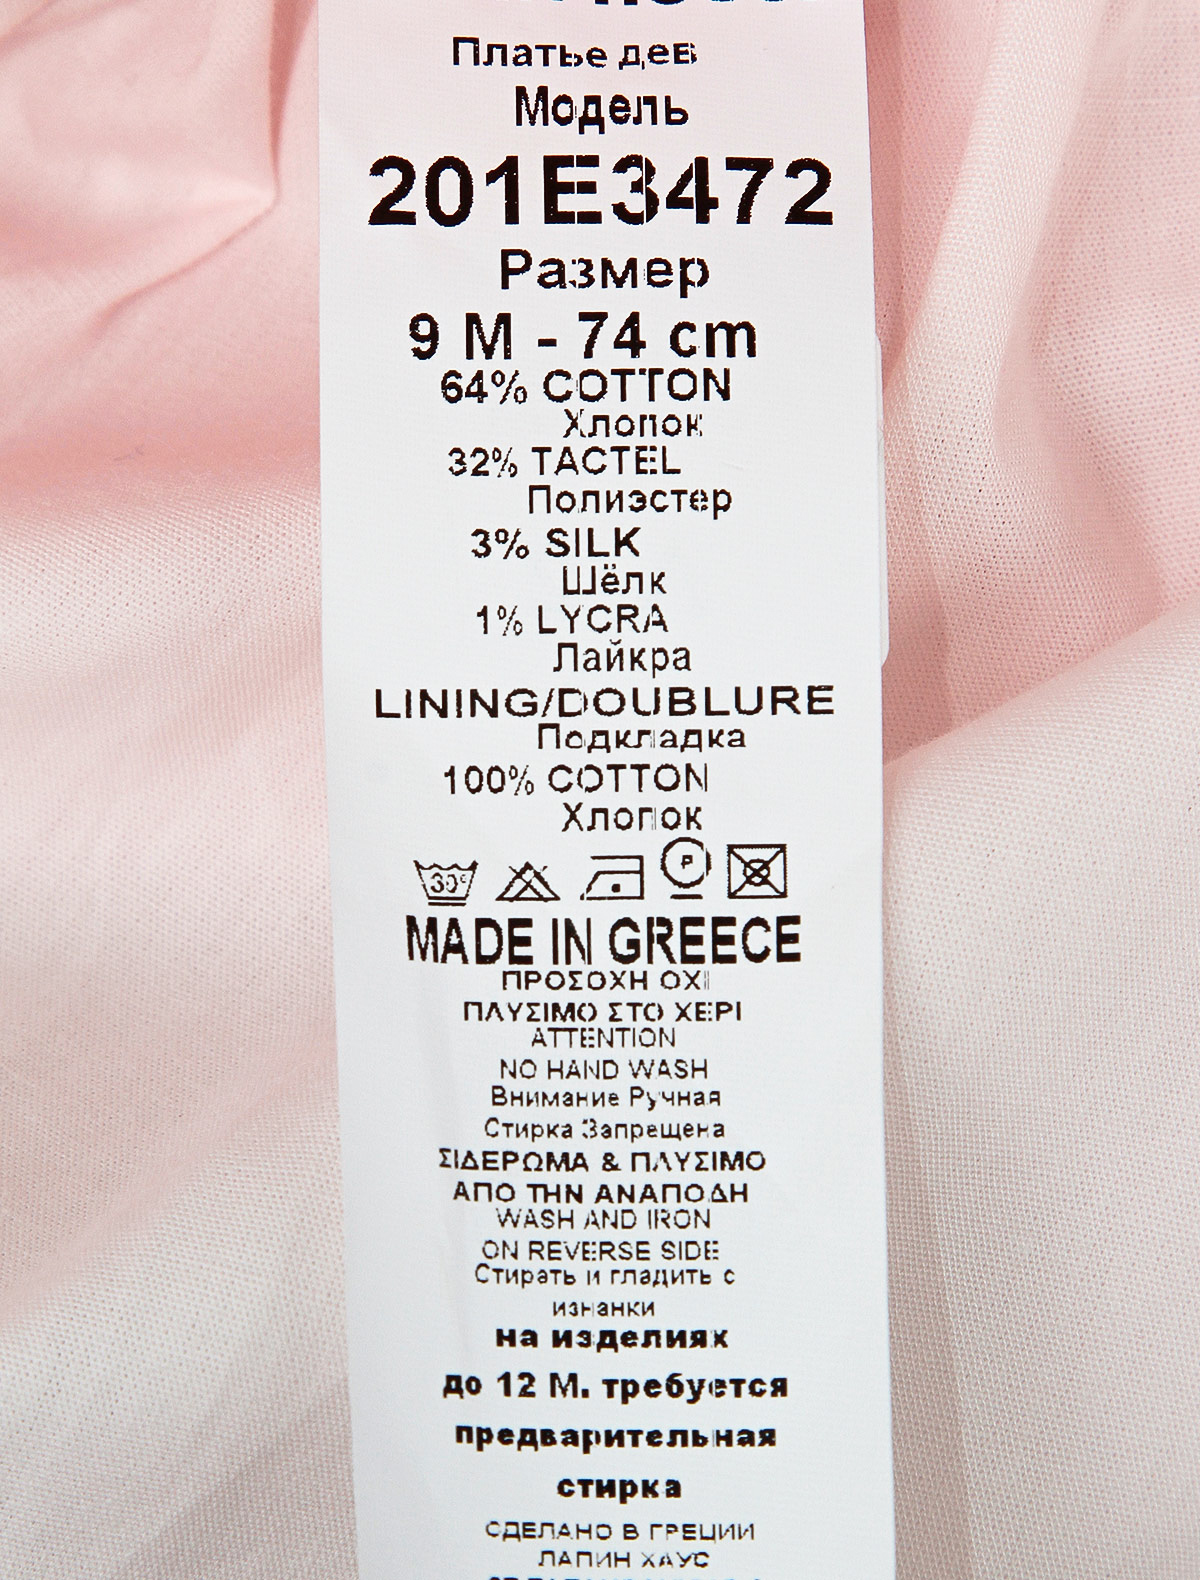 Платье дев
Модель
201E3472
Размер
9 M - 74 cm
64% COTTON
Хлопок
32% TACTEL
Полиэстер
3% SILK
Шёлк
1% LYCRA
Лайкра
LINING/DOUBLURE
Подкладка
100% COTTON
Хлопок
30° P
MADE IN GREECE
ΠΡΟΣΟΧΗ ΟΧΙ
ΠΛΥΣΙΜΟ ΣΤΟ ΧΕΡΙ
ATTENTION
NO HAND WASH
Внимание Ручная
Стирка Запрещена
ΣΙΔΕΡΩΜΑ & ΠΛΥΣΙΜΟ
ΑΠΟ ΤΗΝ ΑΝΑΠΟΔΗ
WASH AND IRON
ON REVERSE SIDE
Стирать и гладить с
изнанки
на изделиях
до 12 М. требуется
предварительная
стирка
СДЕЛАНО В ГРЕЦИИ
ЛАПИН ХАУС